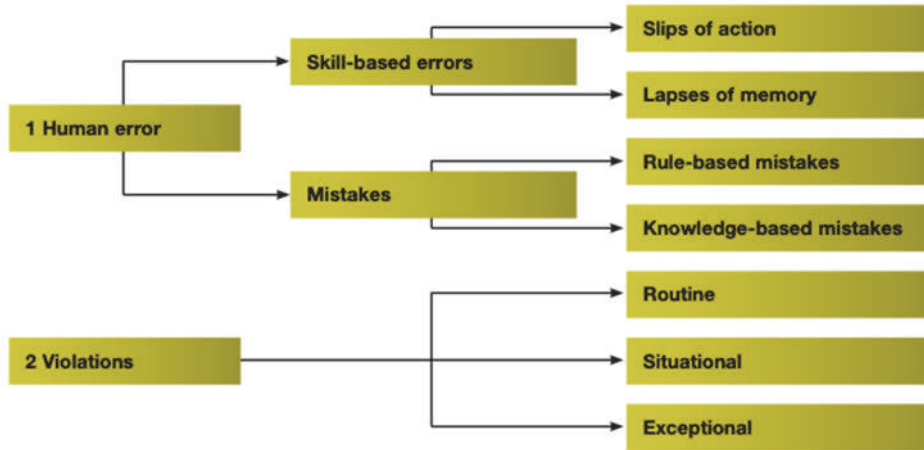 Slips of action
Skill-based errors
Lapses of memory
1 Human error
Rule-based mistakes
Mistakes
Knowledge-based mistakes
Routine
2 Violations
Situational
Exceptional